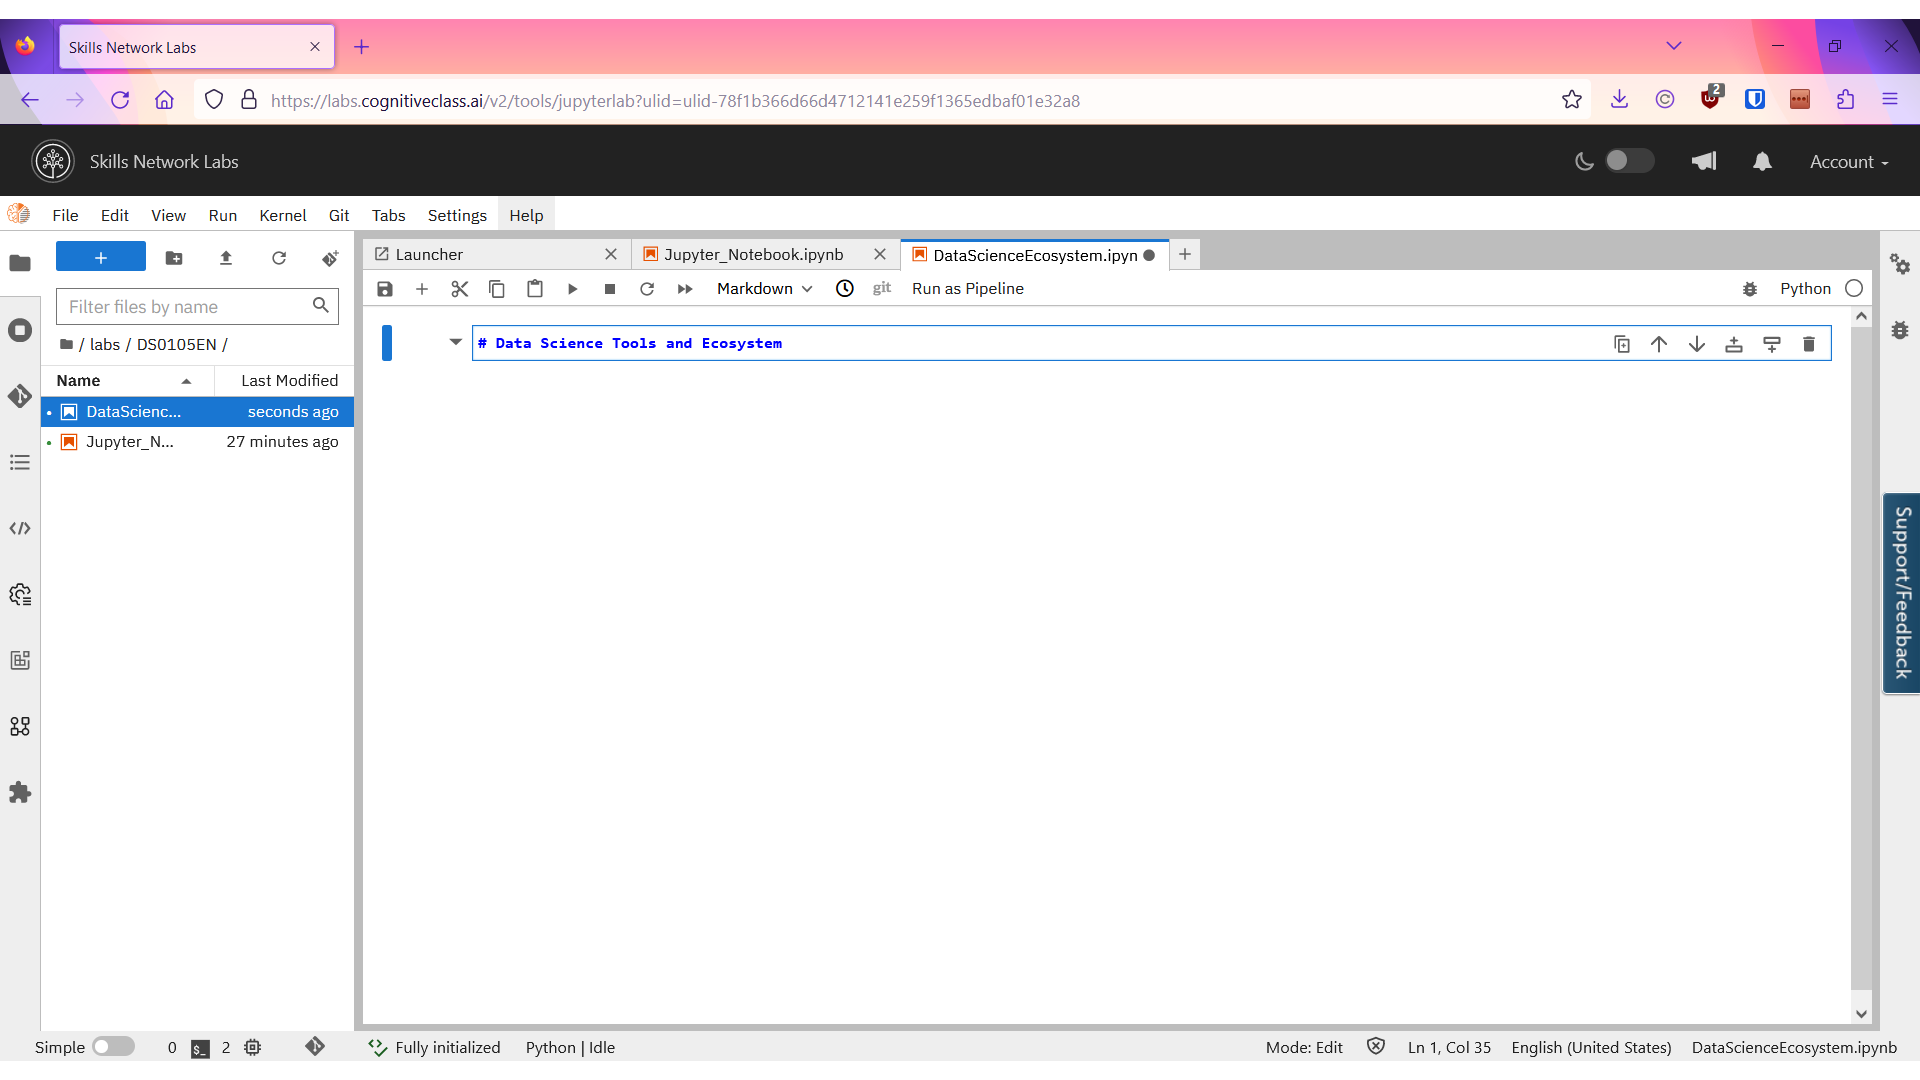 Skills Network Labs
https://labs.cognitiveclass.ai/v2/tools/jupyterlab?ulid=ulid-78f1b366d66d4712141e259f1365edbaf01e32a8
2
Skills Network Labs
Account
File Edit View Run Kernel Git Tabs Settings Help
Launcher
Jupyter_Notebook.ipynb
DataScienceEcosystem.ipyn
Markdown
git
Run as Pipeline
Python
Filter files by name
/ labs / DS0105EN /
Name Last Modified
DataScienc... seconds ago
Jupyter_N... 27 minutes ago
# Data Science Tools and Ecosystem
Support/Feedback
Simple 0 $_ 2 Fully initialized Python | Idle Mode: Edit Ln 1, Col 35 English (United States) DataScienceEcosystem.ipynb